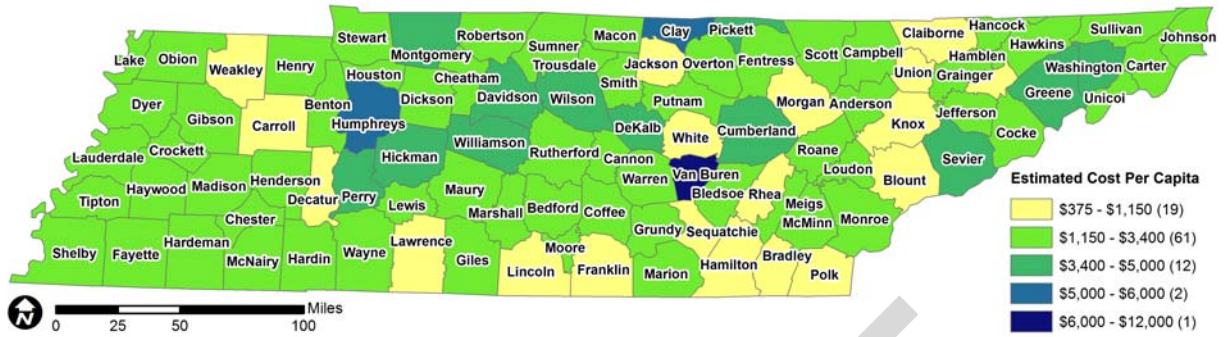 Stewart
Montgomery
Robertson
Sumner
Macon
Clay
Pickett
Claiborne
Hancock
Sullivan
Johnson
Lake
Obion
Weakley
Henry
Houston
Cheatham
Trousdale
Jackson
Overton
Fentress
Scott
Campbell
Union
Hamblen
Hawkins
Washington
Carter
Dyer
Gibson
Carroll
Benton
Humphreys
Dickson
Davidson
Wilson
Smith
Putnam
Morgan
Anderson
Grainger
Knox
Jefferson
Greene
Unicoi
Lauderdale
Crockett
Henderson
Decatur
Perry
Hickman
Williamson
Rutherford
DeKalb
Cannon
White
Cumberland
Roane
Loudon
Blount
Sevier
Cocke
Tipton
Haywood
Madison
Chester
Lewis
Maury
Marshall
Bedford
Coffee
Warren
Van Buren
Bledsoe
Rhea
Meigs
McMinn
Monroe
Shelby
Fayette
Hardeman
McNairy
Hardin
Wayne
Lawrence
Giles
Lincoln
Moore
Franklin
Grundy
Marion
Sequatchie
Hamilton
Bradley
Polk
Estimated Cost Per Capita
$375 - $1,150 (19)
$1,150 - $3,400 (61)
$3,400 - $5,000 (12)
$5,000 - $6,000 (2)
$6,000 - $12,000 (1)
N
Miles
0 25 50 100